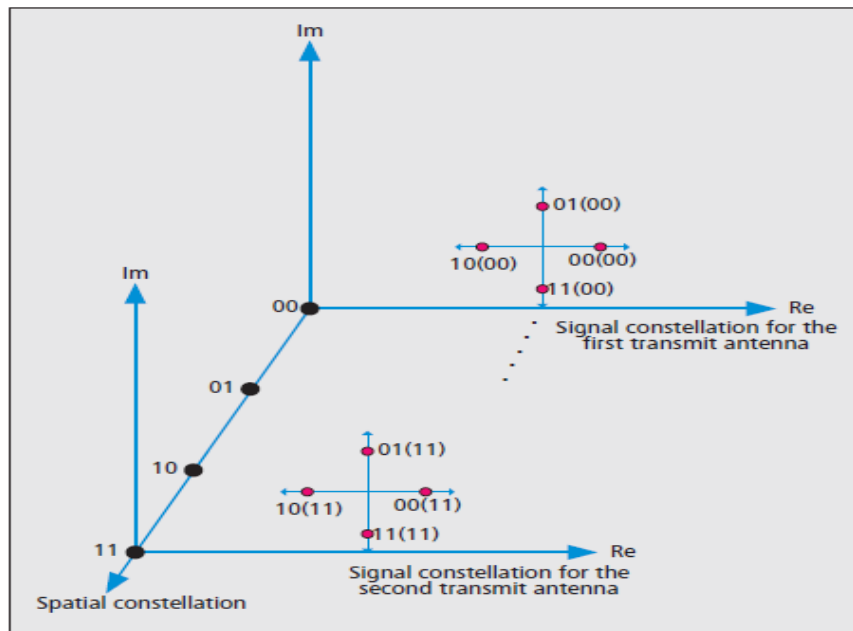 Im
01(00)
10(00)
00(00)
11(00)
Im
00
Re
Signal constellation for the
first transmit antenna
01
01(11)
10
10(11)
00(11)
11(11)
11
Re
Signal constellation for the
second transmit antenna
Spatial constellation